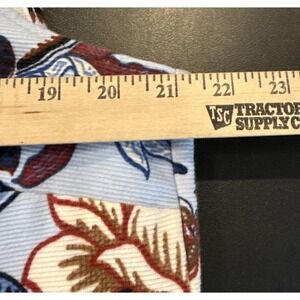 19 20 21 22 23
TSC TRACTOR
SUPPLY C